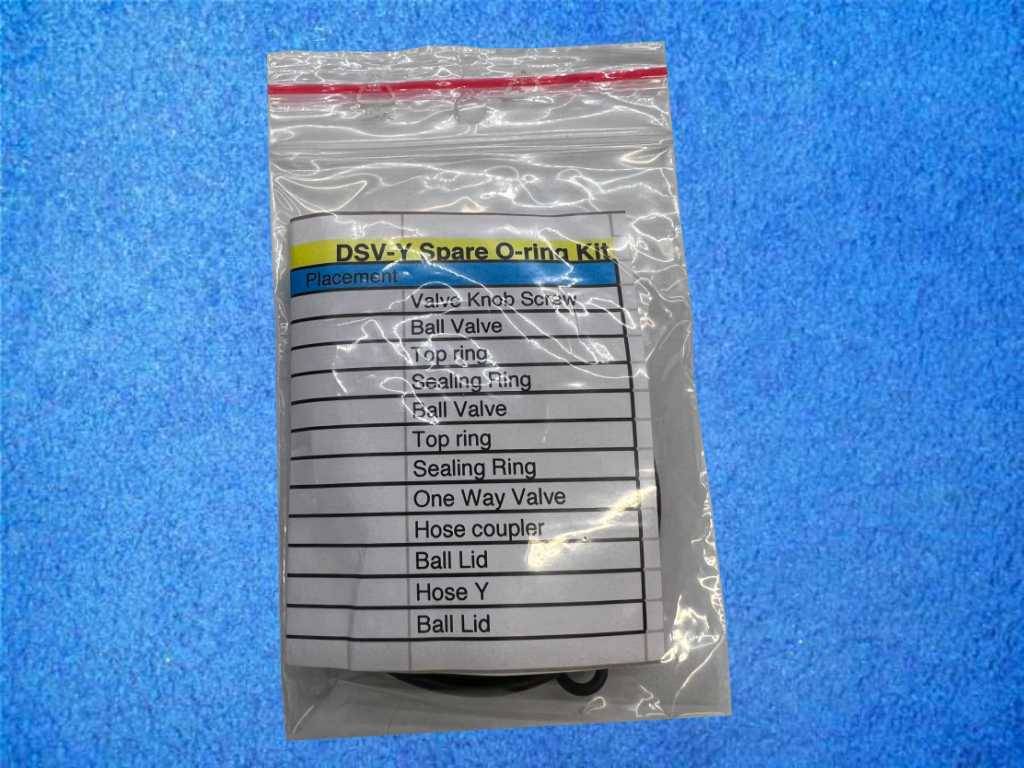 DSV-Y Spare O-ring Kit
Placement
Valve Knob Screw
Ball Valve
Top ring
Sealing Ring
Ball Valve
Top ring
Sealing Ring
One Way Valve
Hose coupler
Ball Lid
Hose Y
Ball Lid